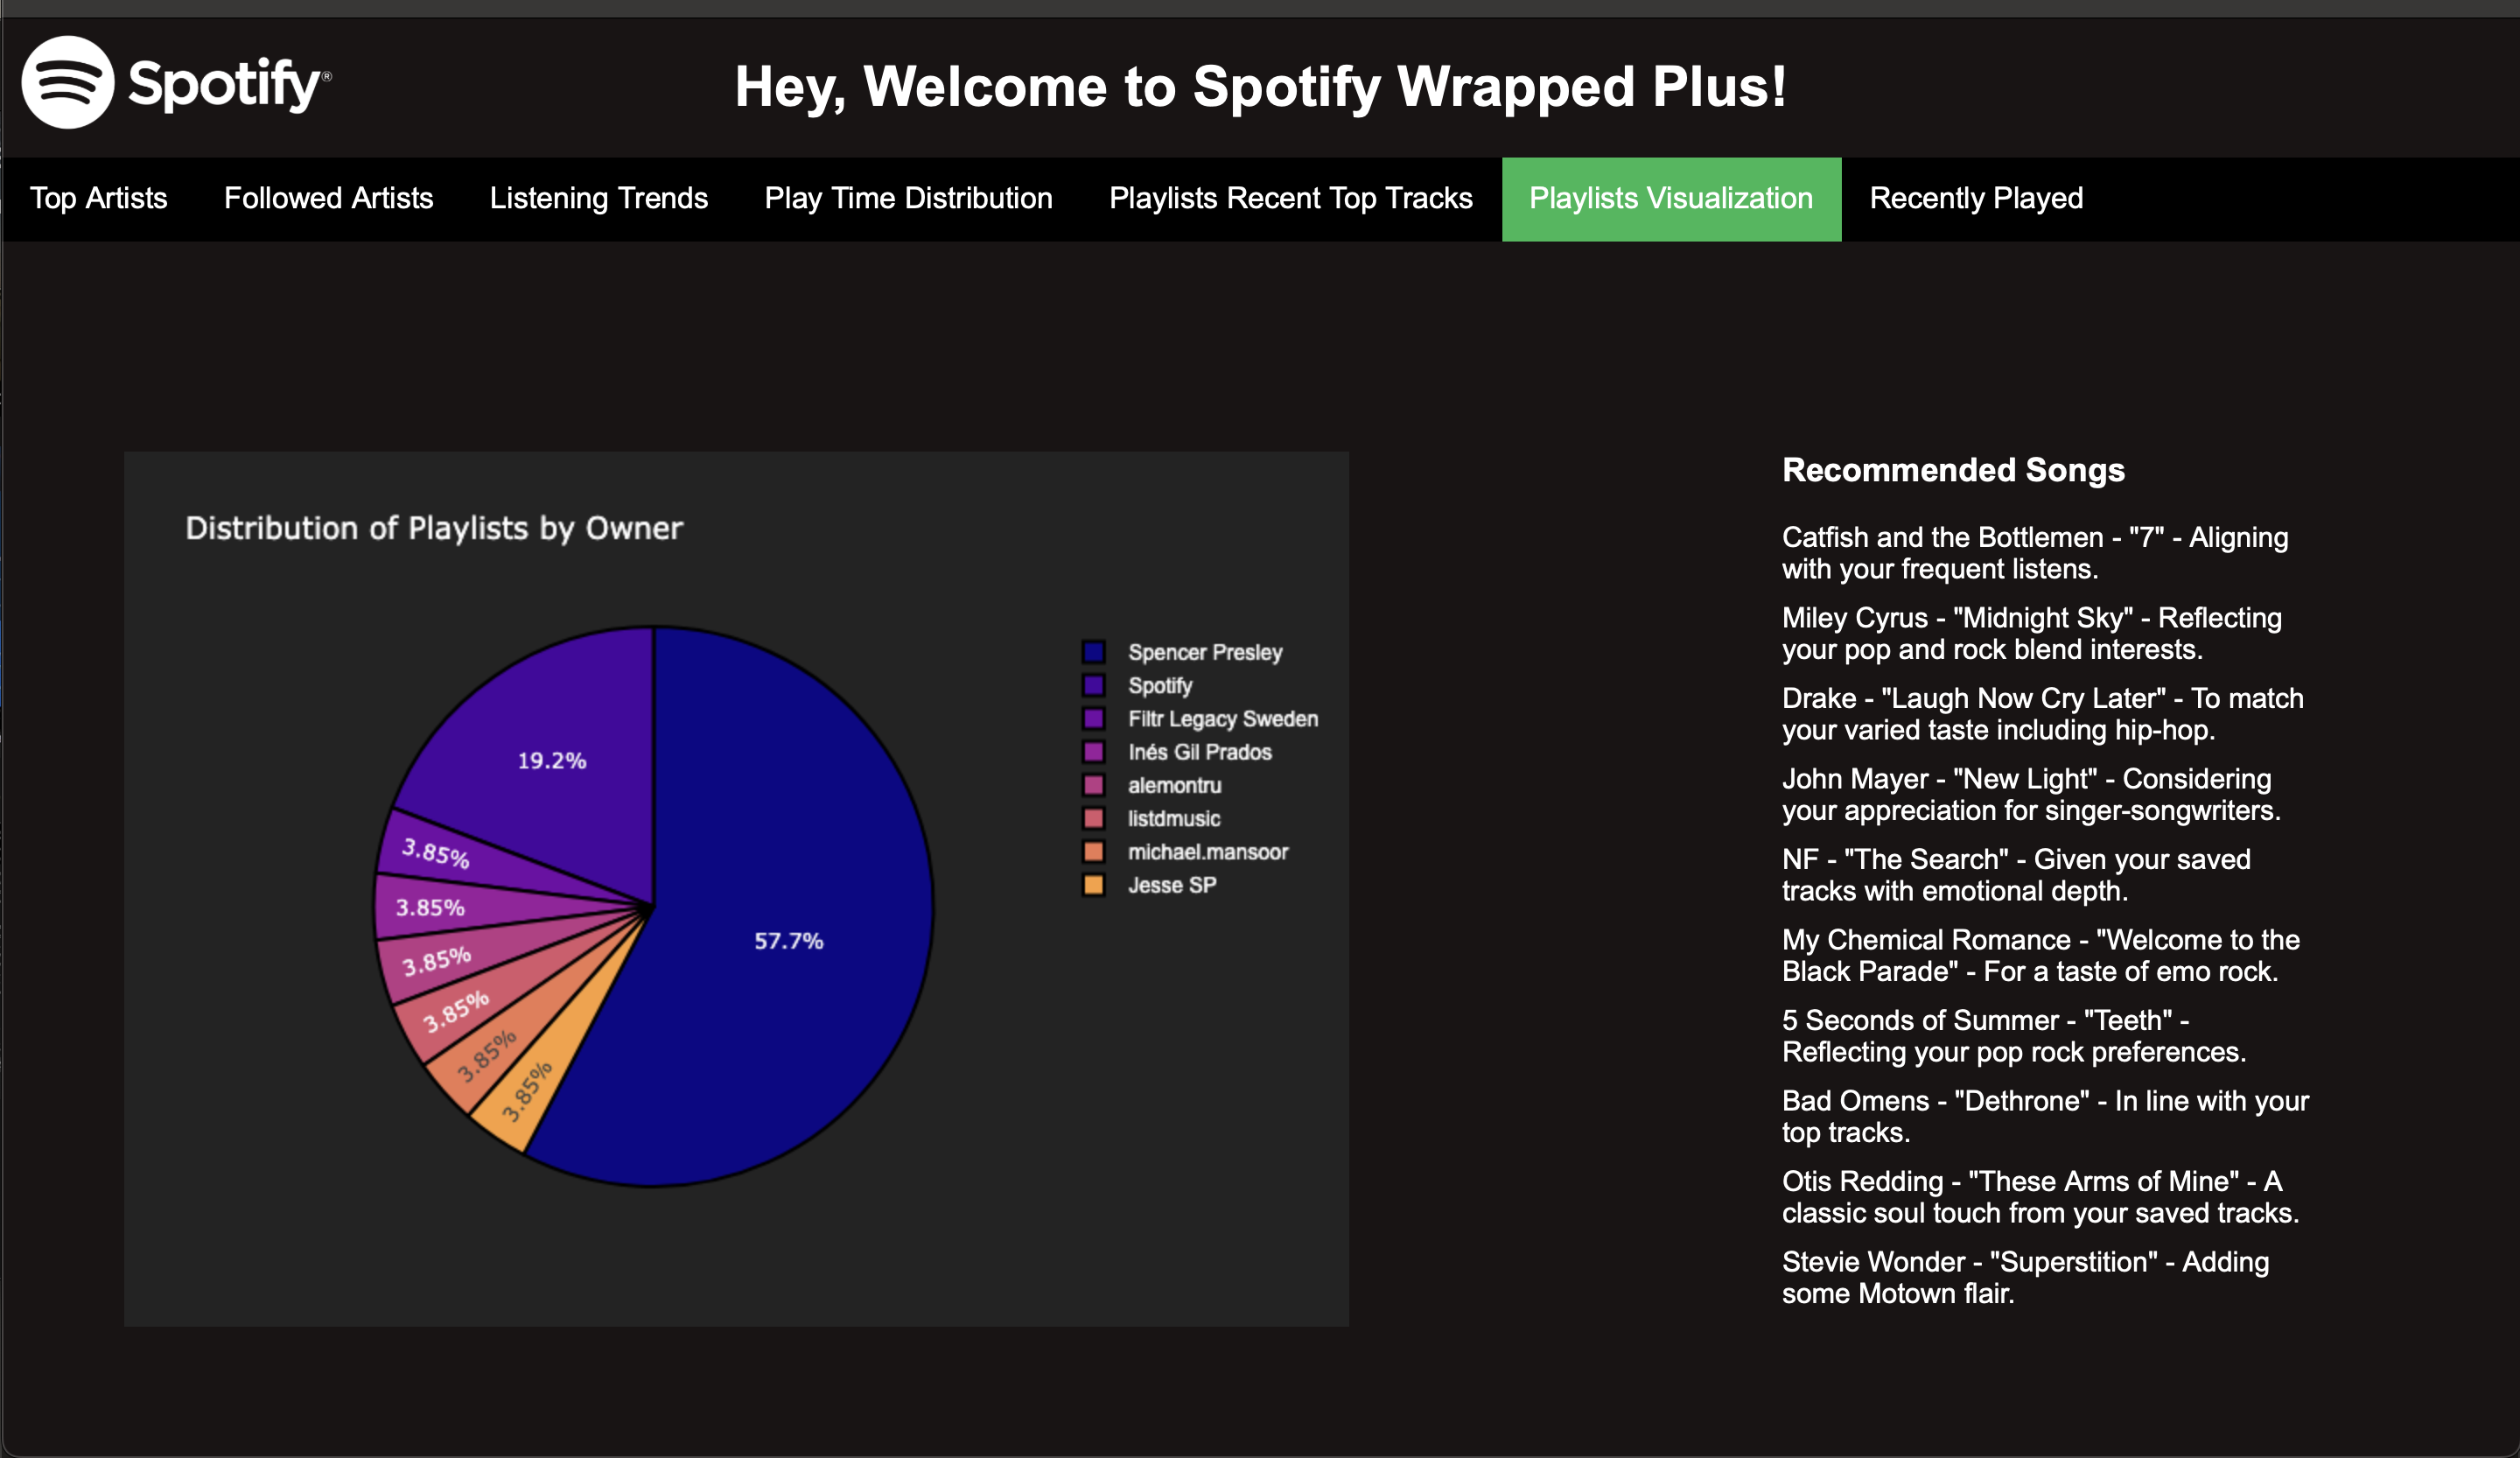 Spotify®
Hey, Welcome to Spotify Wrapped Plus!
Top Artists
Followed Artists
Listening Trends
Play Time Distribution
Playlists Recent Top Tracks
Playlists Visualization
Recently Played
Distribution of Playlists by Owner
57.7%
19.2%
3.85%
3.85%
3.85%
3.85%
3.85%
3.85%
Spencer Presley
Spotify
Filtr Legacy Sweden
Inés Gil Prados
alemontru
listdmusic
michael.mansoor
Jesse SP
Recommended Songs
Catfish and the Bottlemen - "7" - Aligning
with your frequent listens.
Miley Cyrus - "Midnight Sky" - Reflecting
your pop and rock blend interests.
Drake - "Laugh Now Cry Later" - To match
your varied taste including hip-hop.
John Mayer - "New Light" - Considering
your appreciation for singer-songwriters.
NF - "The Search" - Given your saved
tracks with emotional depth.
My Chemical Romance - "Welcome to the
Black Parade" - For a taste of emo rock.
5 Seconds of Summer - "Teeth" -
Reflecting your pop rock preferences.
Bad Omens - "Dethrone" - In line with your
top tracks.
Otis Redding - "These Arms of Mine" - A
classic soul touch from your saved tracks.
Stevie Wonder - "Superstition" - Adding
some Motown flair.